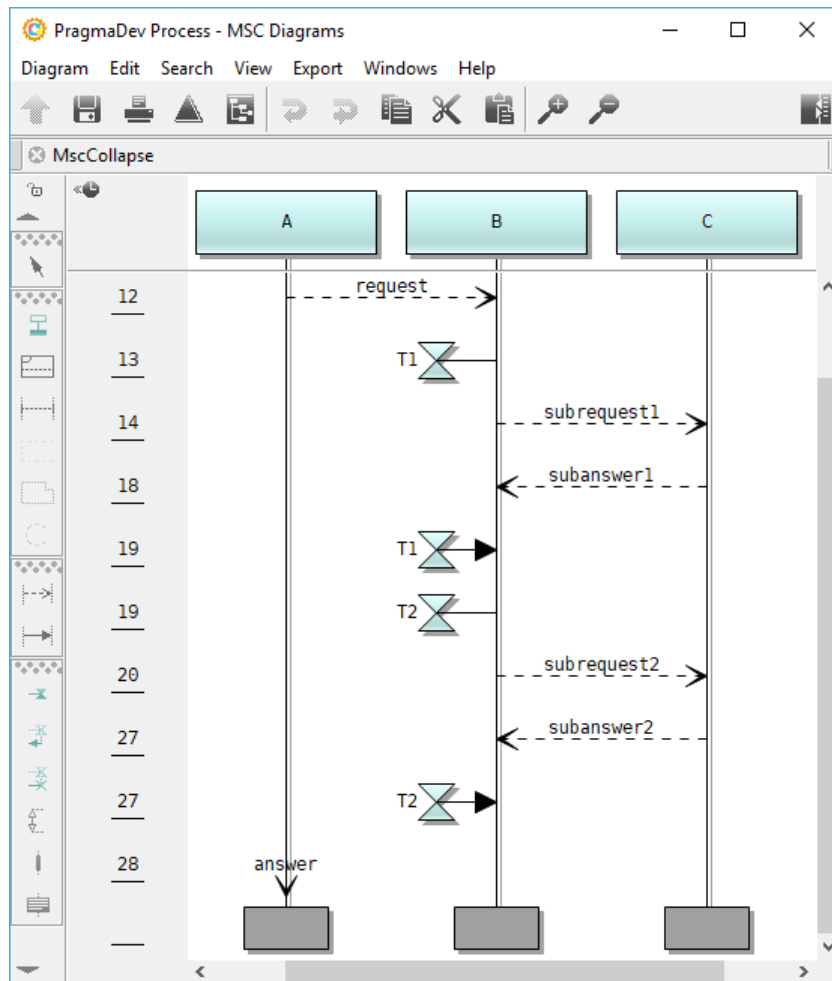 PragmaDev Process - MSC Diagrams
Diagram Edit Search View Export Windows Help
MscCollapse
A B C
12 request
13 T1
14 subrequest1
18 subanswer1
19 T1
19 T2
20 subrequest2
27 subanswer2
27 T2
28 answer